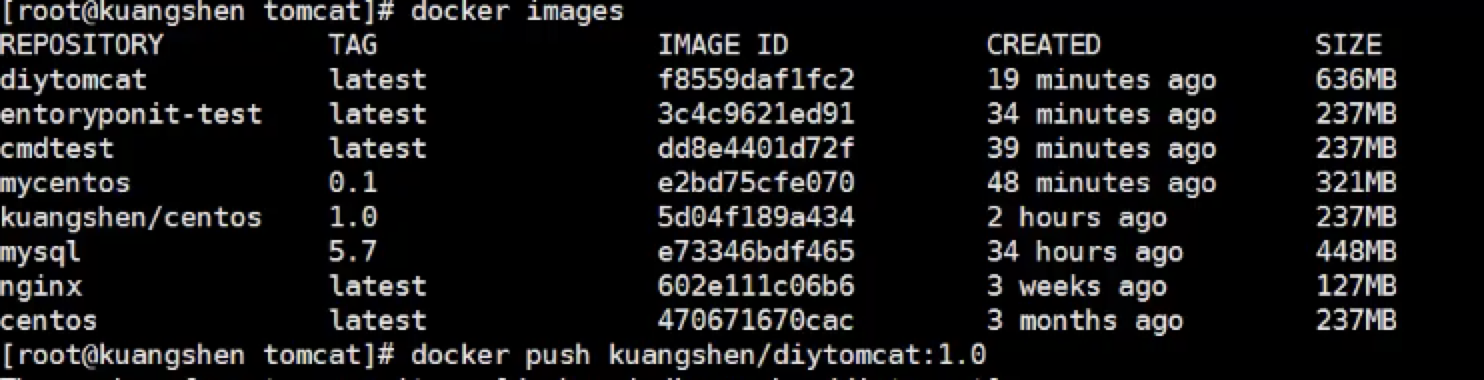 [root@kuangshen tomcat]# docker images
REPOSITORY TAG IMAGE ID CREATED SIZE
diytomcat latest f8559daf1fc2 19 minutes ago 636MB
entoryponit-test latest 3c4c9621ed91 34 minutes ago 237MB
cmdtest latest dd8e4401d72f 39 minutes ago 237MB
mycentos 0.1 e2bd75cfe070 48 minutes ago 321MB
kuangshen/centos 1.0 5d04f189a434 2 hours ago 237MB
mysql 5.7 e73346bdf465 34 hours ago 448MB
nginx latest 602e111c06b6 3 weeks ago 127MB
centos latest 470671670cac 3 months ago 237MB
[root@kuangshen tomcat]# docker push kuangshen/diytomcat:1.0